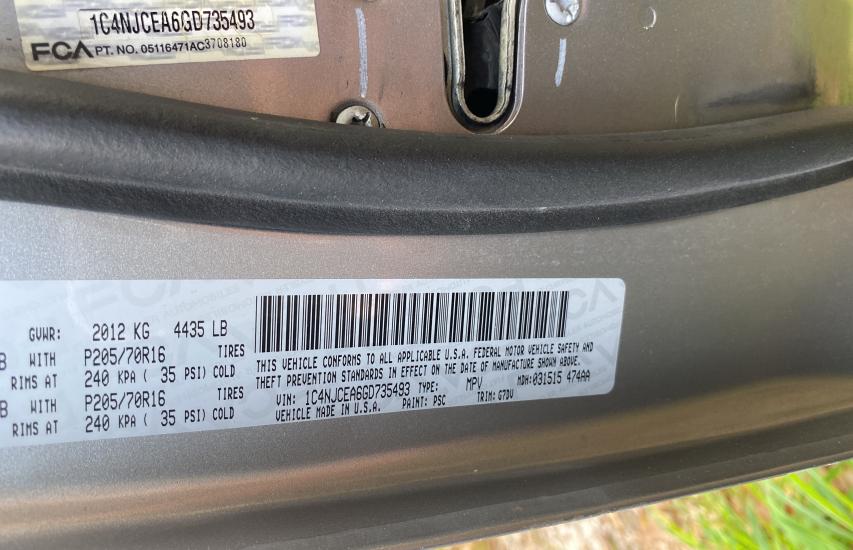 1C4NJCEA6GD735493
FCA PT. NO. 05116471AC3708180
GVWR: 2012 KG 4435 LB
B WITH P205/70R16 TIRES
RIMS AT 240 KPA ( 35 PSI) COLD
B WITH P205/70R16 TIRES
RIMS AT 240 KPA ( 35 PSI) COLD
THIS VEHICLE CONFORMS TO ALL APPLICABLE U.S.A. FEDERAL MOTOR VEHICLE SAFETY AND
THEFT PREVENTION STANDARDS IN EFFECT ON THE DATE OF MANUFACTURE SHOWN ABOVE.
VIN: 1C4NJCEA6GD735493 TYPE: MPV MDH:031515 474AA
VEHICLE MADE IN U.S.A. PAINT: PSC TRIM: G7DV